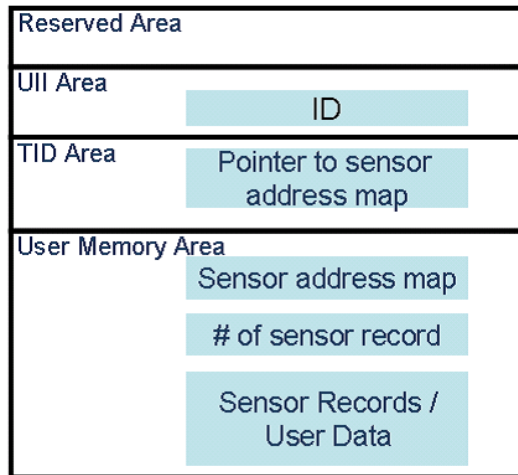 Reserved Area
UII Area
ID
TID Area
Pointer to sensor
address map
User Memory Area
Sensor address map
# of sensor record
Sensor Records /
User Data